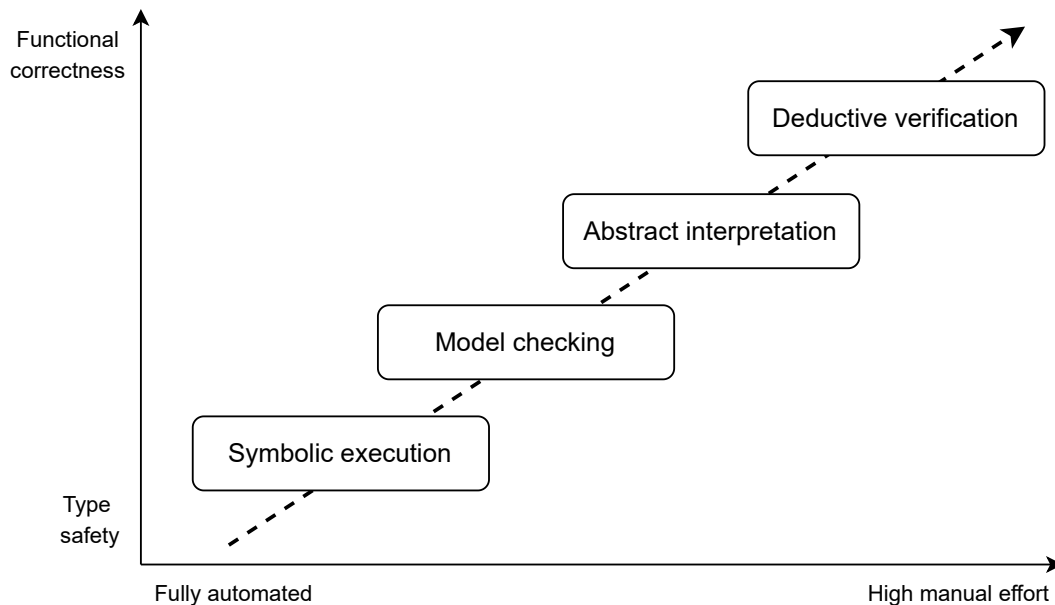 Functional
correctness
Deductive verification
Abstract interpretation
Model checking
Symbolic execution
Type
safety
Fully automated
High manual effort